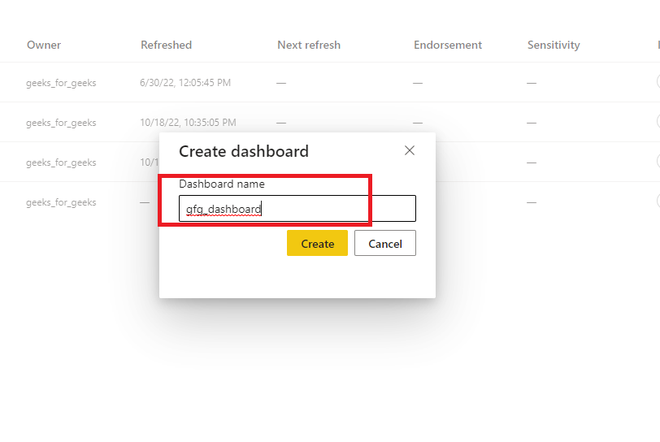 Owner Refreshed Next refresh Endorsement Sensitivity
geeks_for_geeks 6/30/22, 12:05:45 PM — — —
geeks_for_geeks 10/18/22, 10:35:05 PM — — —
geeks_for_geeks 10/1 —
geeks_for_geeks — —
Create dashboard
Dashboard name
gfg_dashboard
Create Cancel